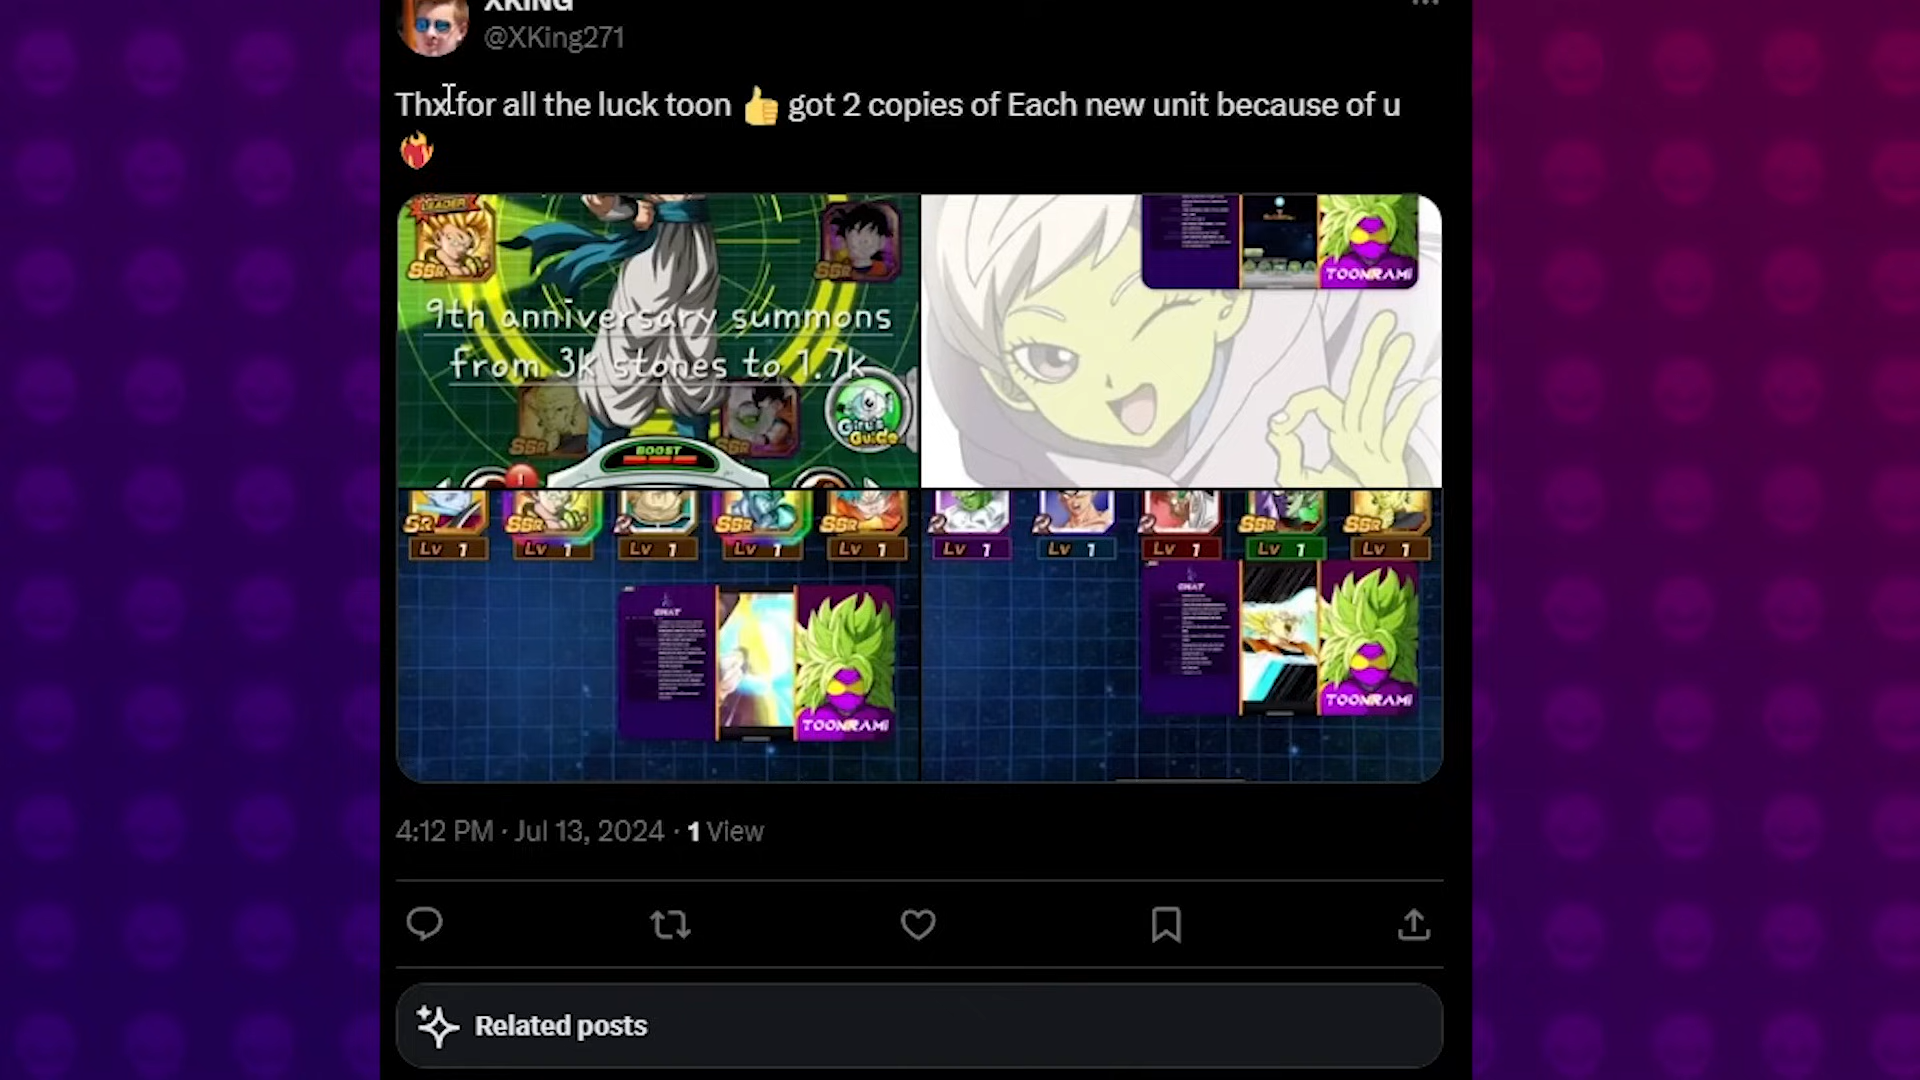 XKING
@XKing271
Thx for all the luck toon 👍 got 2 copies of Each new unit because of u
❤️‍🔥
LEADER
SSR
SSR
9th anniversary summons
from 3k stones to 1.7k
SSR
SSR
Giru's
Guide
BOOST
TOONRAMI
SR
SSR
R
SSR
SSR
Lv 1
Lv 1
Lv 1
Lv 1
Lv 1
R
R
R
SSR
SSR
Lv 1
Lv 1
Lv 1
Lv 1
Lv 1
CHAT
TOONRAMI
CHAT
TOONRAMI
4:12 PM · Jul 13, 2024 · 1 View
Related posts